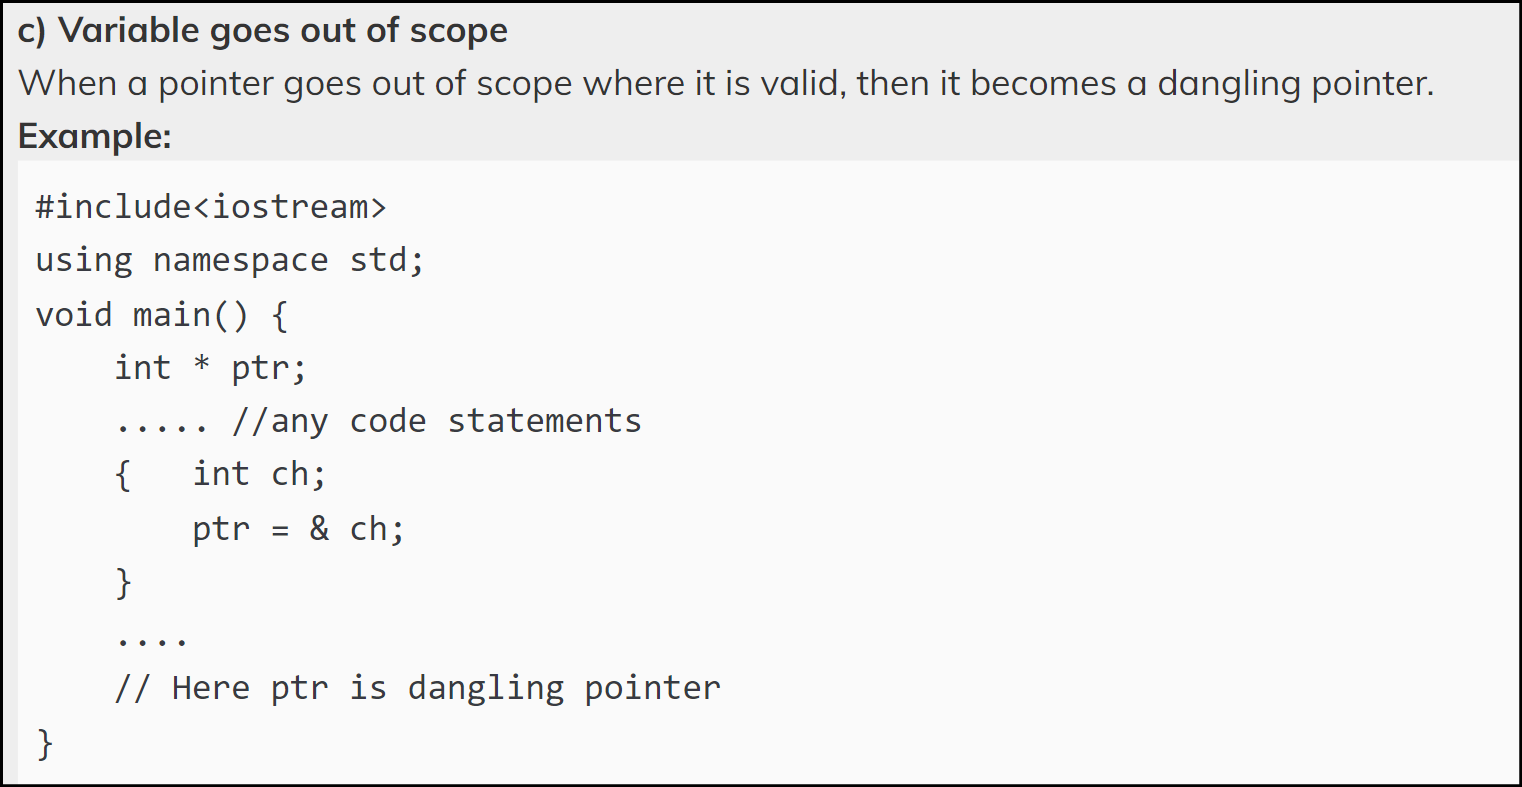 c) Variable goes out of scope
When a pointer goes out of scope where it is valid, then it becomes a dangling pointer.
Example:
#include<iostream>
using namespace std;
void main() {
    int * ptr;
    ..... //any code statements
    {   int ch;
        ptr = & ch;
    }
    ....
    // Here ptr is dangling pointer
}